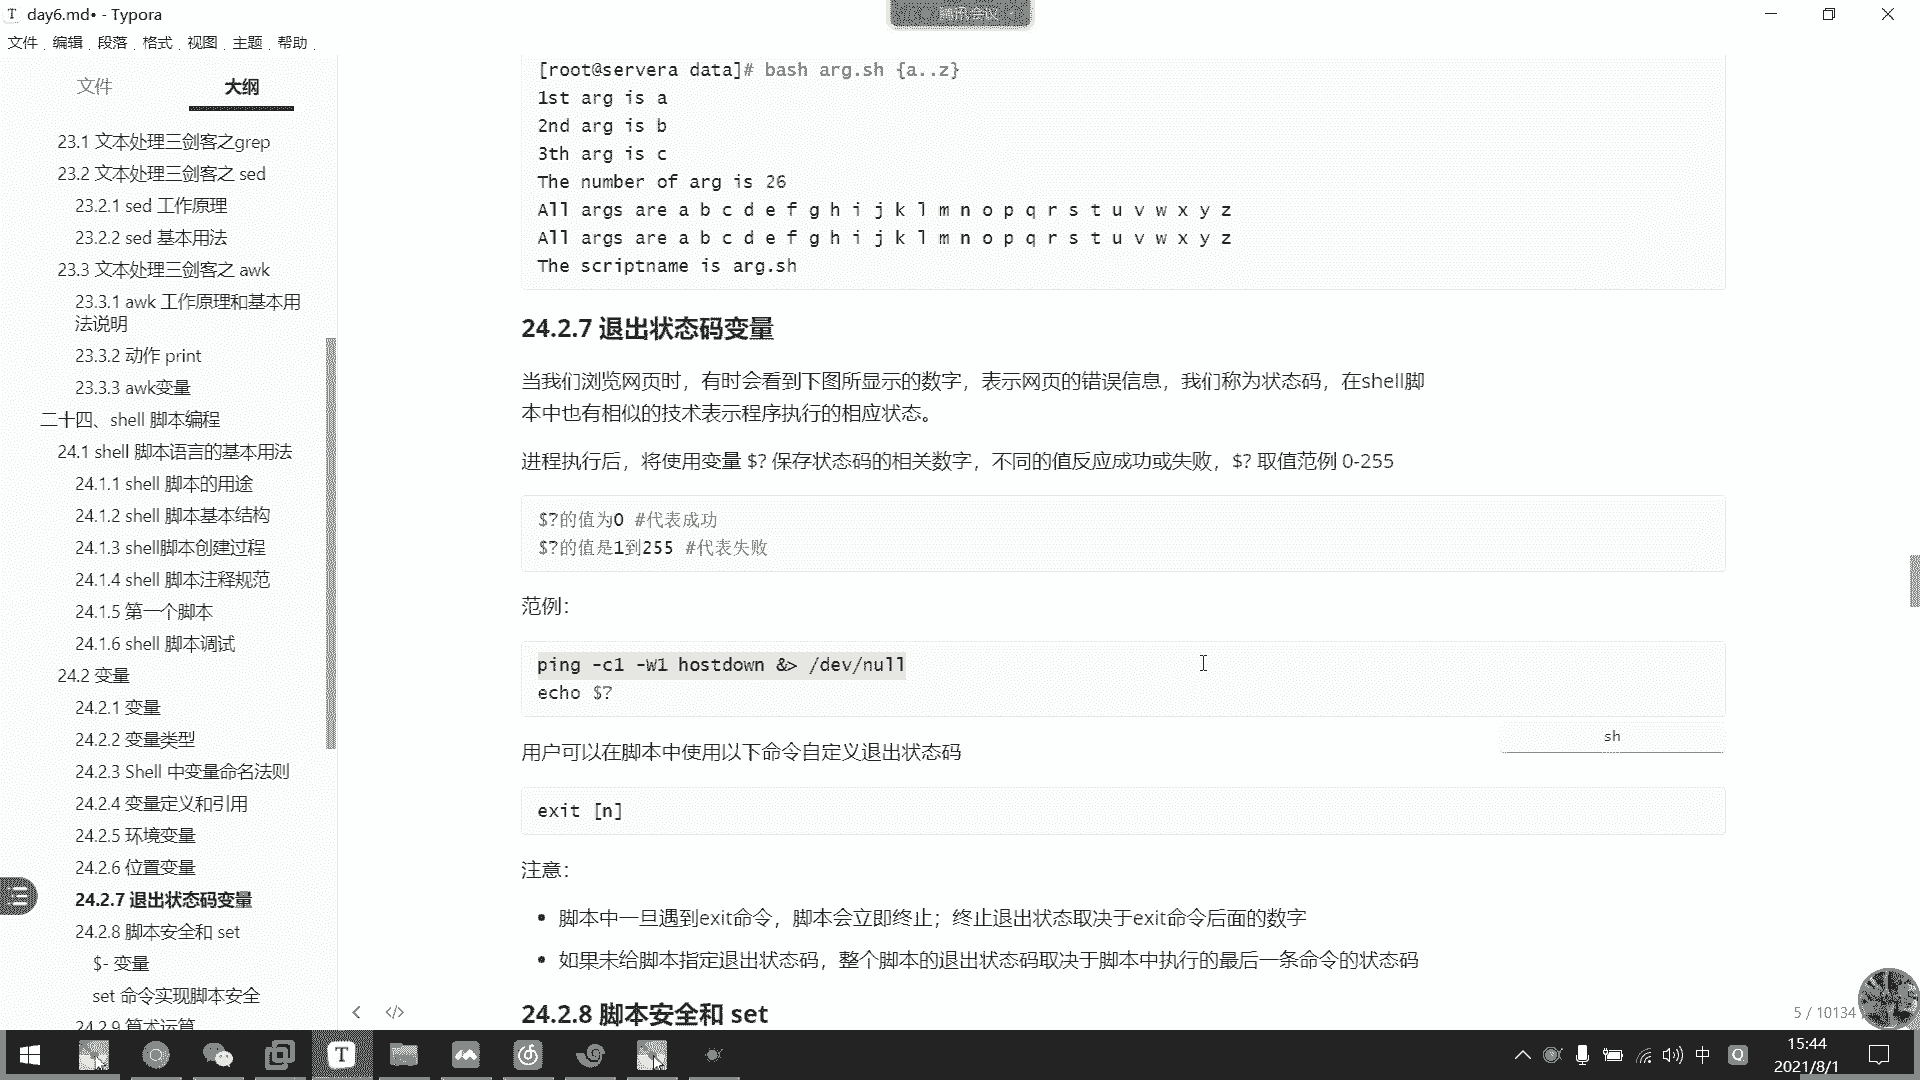 day6.md• - Typora
腾讯会议
文件 编辑 段落 格式 视图 主题 帮助
文件 大纲
23.1 文本处理三剑客之grep
23.2 文本处理三剑客之 sed
23.2.1 sed 工作原理
23.2.2 sed 基本用法
23.3 文本处理三剑客之 awk
23.3.1 awk 工作原理和基本用
法说明
23.3.2 动作 print
23.3.3 awk变量
二十四、shell 脚本编程
24.1 shell 脚本语言的基本用法
24.1.1 shell 脚本的用途
24.1.2 shell 脚本基本结构
24.1.3 shell脚本创建过程
24.1.4 shell 脚本注释规范
24.1.5 第一个脚本
24.1.6 shell 脚本调试
24.2 变量
24.2.1 变量
24.2.2 变量类型
24.2.3 Shell 中变量命名法则
24.2.4 变量定义和引用
24.2.5 环境变量
24.2.6 位置变量
24.2.7 退出状态码变量
24.2.8 脚本安全和 set
$- 变量
set 命令实现脚本安全
24.2.9 算术运算
[root@servera data]# bash arg.sh {a..z}
1st arg is a
2nd arg is b
3th arg is c
The number of arg is 26
All args are a b c d e f g h i j k l m n o p q r s t u v w x y z
All args are a b c d e f g h i j k l m n o p q r s t u v w x y z
The scriptname is arg.sh
24.2.7 退出状态码变量
当我们浏览网页时，有时会看到下图所显示的数字，表示网页的错误信息，我们称为状态码，在shell脚
本中也有相似的技术表示程序执行的相应状态。
进程执行后，将使用变量 $? 保存状态码的相关数字，不同的值反应成功或失败，$? 取值范例 0-255
$?的值为0 #代表成功
$?的值是1到255 #代表失败
范例：
ping -c1 -W1 hostdown &> /dev/null
echo $?
sh
用户可以在脚本中使用以下命令自定义退出状态码
exit [n]
注意：
• 脚本中一旦遇到exit命令，脚本会立即终止；终止退出状态取决于exit命令后面的数字
• 如果未给脚本指定退出状态码，整个脚本的退出状态码取决于脚本中执行的最后一条命令的状态码
24.2.8 脚本安全和 set
5 / 10134
中
15:44
2021/8/1